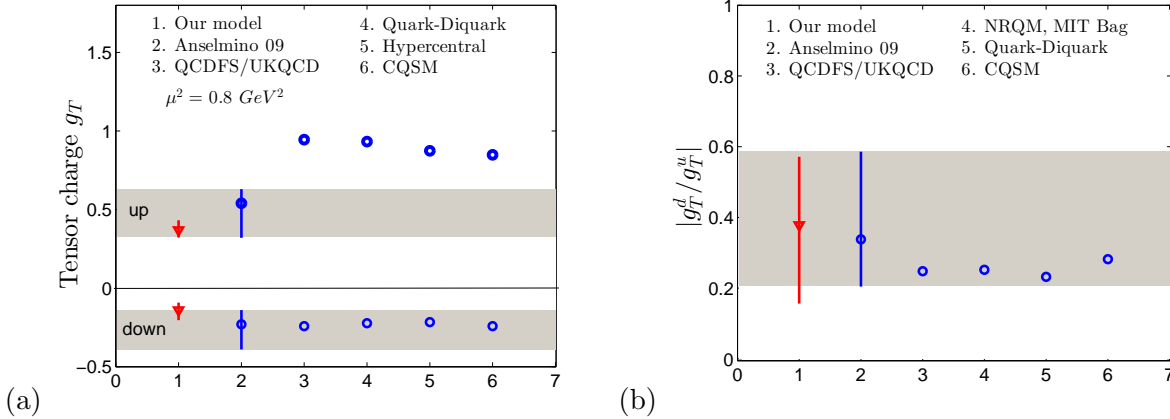 1. Our model
2. Anselmino 09
3. QCDFS/UKQCD
4. Quark-Diquark
5. Hypercentral
6. CQSM
μ² = 0.8 GeV²
Tensor charge g_T
1.5
1
0.5
0
−0.5
up
down
0 1 2 3 4 5 6 7
(a)
1. Our model
2. Anselmino 09
3. QCDFS/UKQCD
4. NRQM, MIT Bag
5. Quark-Diquark
6. CQSM
|g_T^d/g_T^u|
1
0.8
0.6
0.4
0.2
0
0 1 2 3 4 5 6 7
(b)